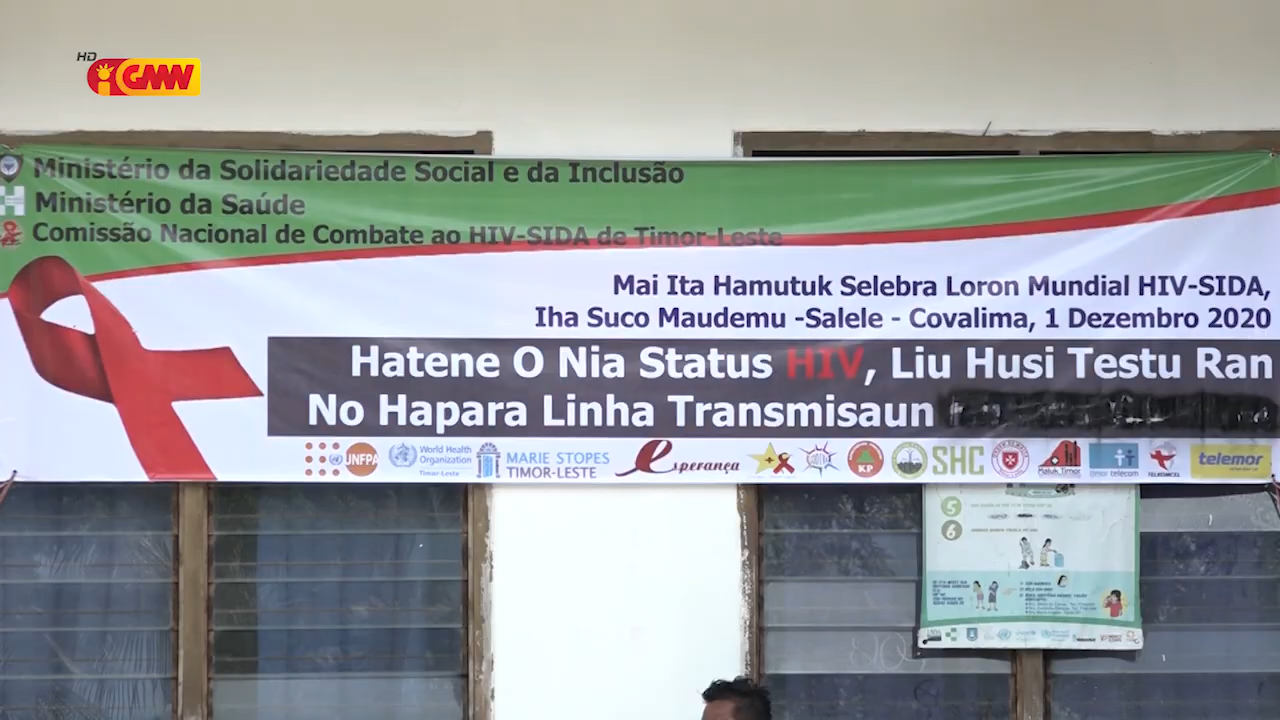 HD
GMN
Ministério da Solidariedade Social e da Inclusão
Ministério da Saúde
Comissão Nacional de Combate ao HIV-SIDA de Timor-Leste
Mai Ita Hamutuk Selebra Loron Mundial HIV-SIDA,
Iha Suco Maudemu -Salele - Covalima, 1 Dezembro 2020
Hatene O Nia Status HIV, Liu Husi Testu Ran
No Hapara Linha Transmisaun
UNFPA
World Health
Organization
Timor-Leste
MARIE STOPES
TIMOR-LESTE
Esperança
KP
SHC
Maluk Timor
timor telecom
TELKOMCEL
telemor
5
6